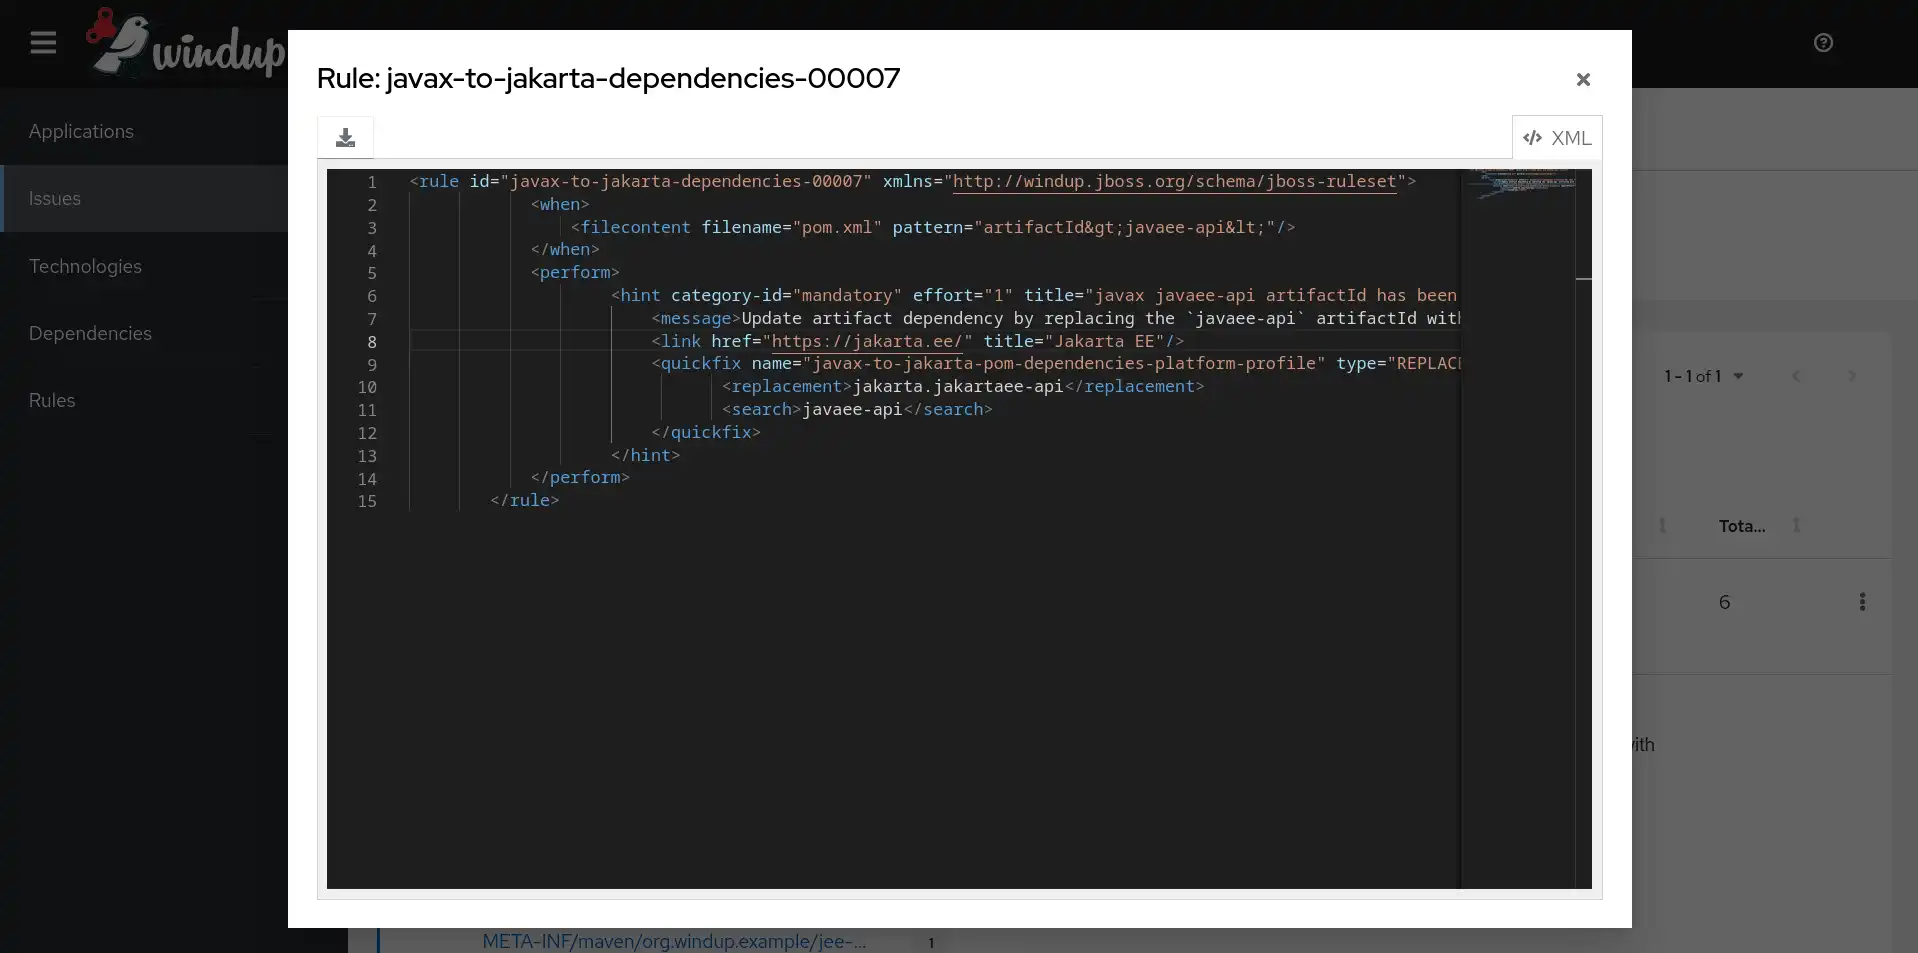 windup
Rule: javax-to-jakarta-dependencies-00007
Applications
Issues
Technologies
Dependencies
Rules
XML
1 <rule id="javax-to-jakarta-dependencies-00007" xmlns="http://windup.jboss.org/schema/jboss-ruleset">
2 <when>
3 <filecontent filename="pom.xml" pattern="artifactId&gt;javaee-api&lt;"/>
4 </when>
5 <perform>
6 <hint category-id="mandatory" effort="1" title="javax javaee-api artifactId has been
7 <message>Update artifact dependency by replacing the `javaee-api` artifactId with
8 <link href="https://jakarta.ee/" title="Jakarta EE"/>
9 <quickfix name="javax-to-jakarta-pom-dependencies-platform-profile" type="REPLACE
10 <replacement>jakarta.jakartaee-api</replacement>
11 <search>javaee-api</search>
12 </quickfix>
13 </hint>
14 </perform>
15 </rule>
1 - 1 of 1
Tota...
6
with
META-INF/maven/org.windup.example/jee-... 1